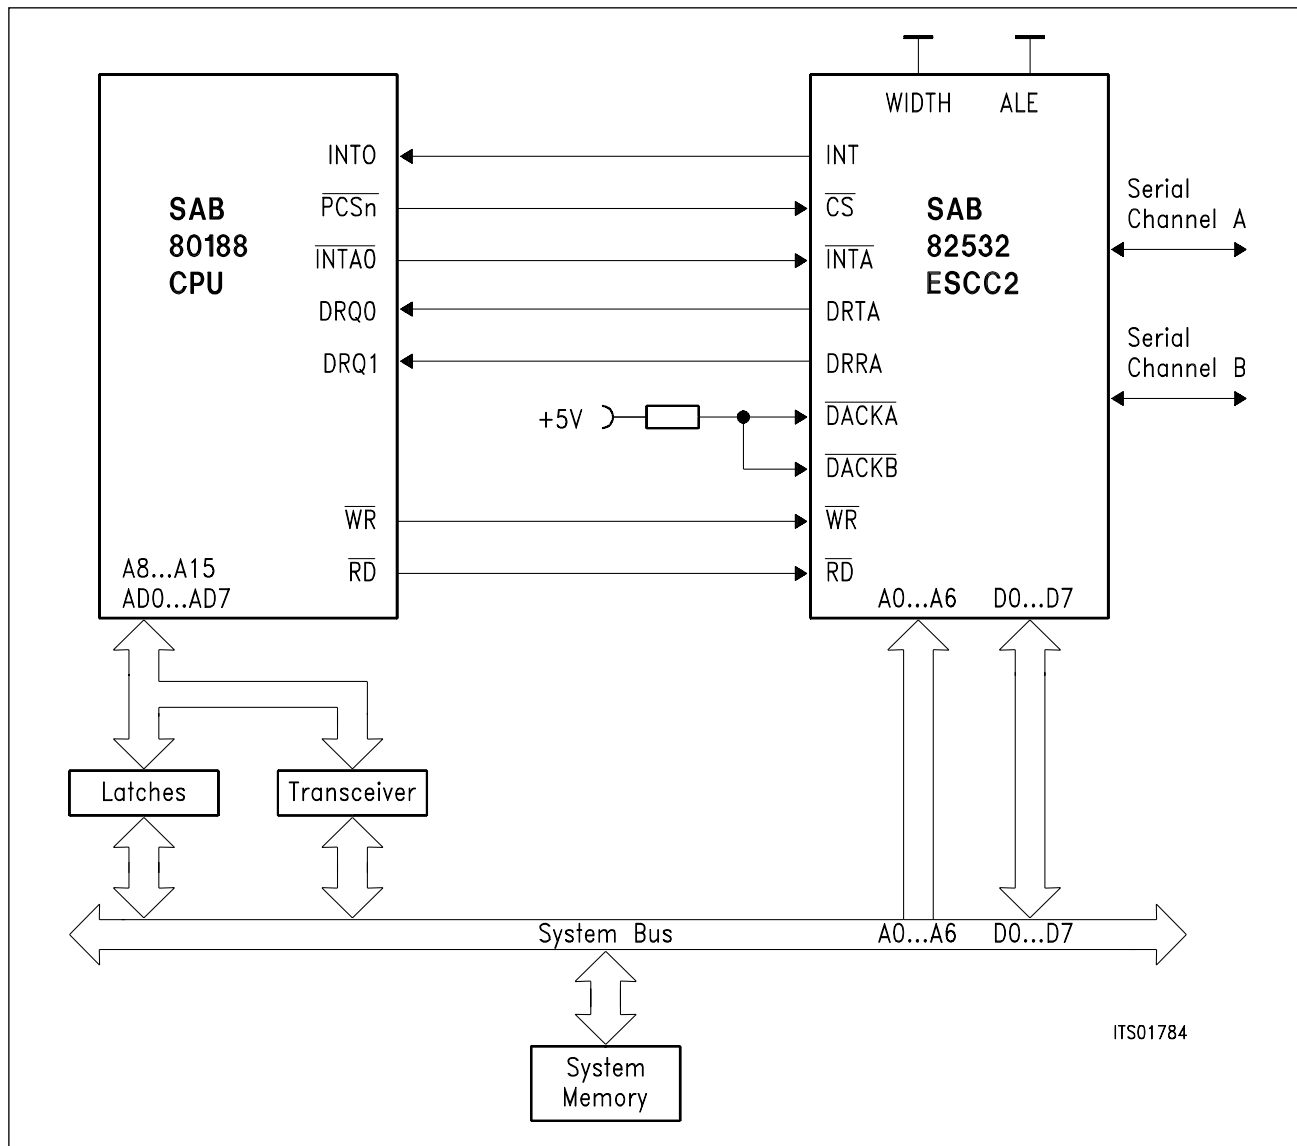 WIDTH ALE
INT0
PCSn
INTA0
DRQ0
DRQ1
SAB
80188
CPU
WR
RD
A8...A15
AD0...AD7
INT
CS
INTA
DRTA
DRRA
DACKA
DACKB
WR
RD
SAB
82532
ESCC2
A0...A6 D0...D7
+5V
Serial
Channel A
Serial
Channel B
Latches
Transceiver
System Bus
A0...A6 D0...D7
System
Memory
ITS01784